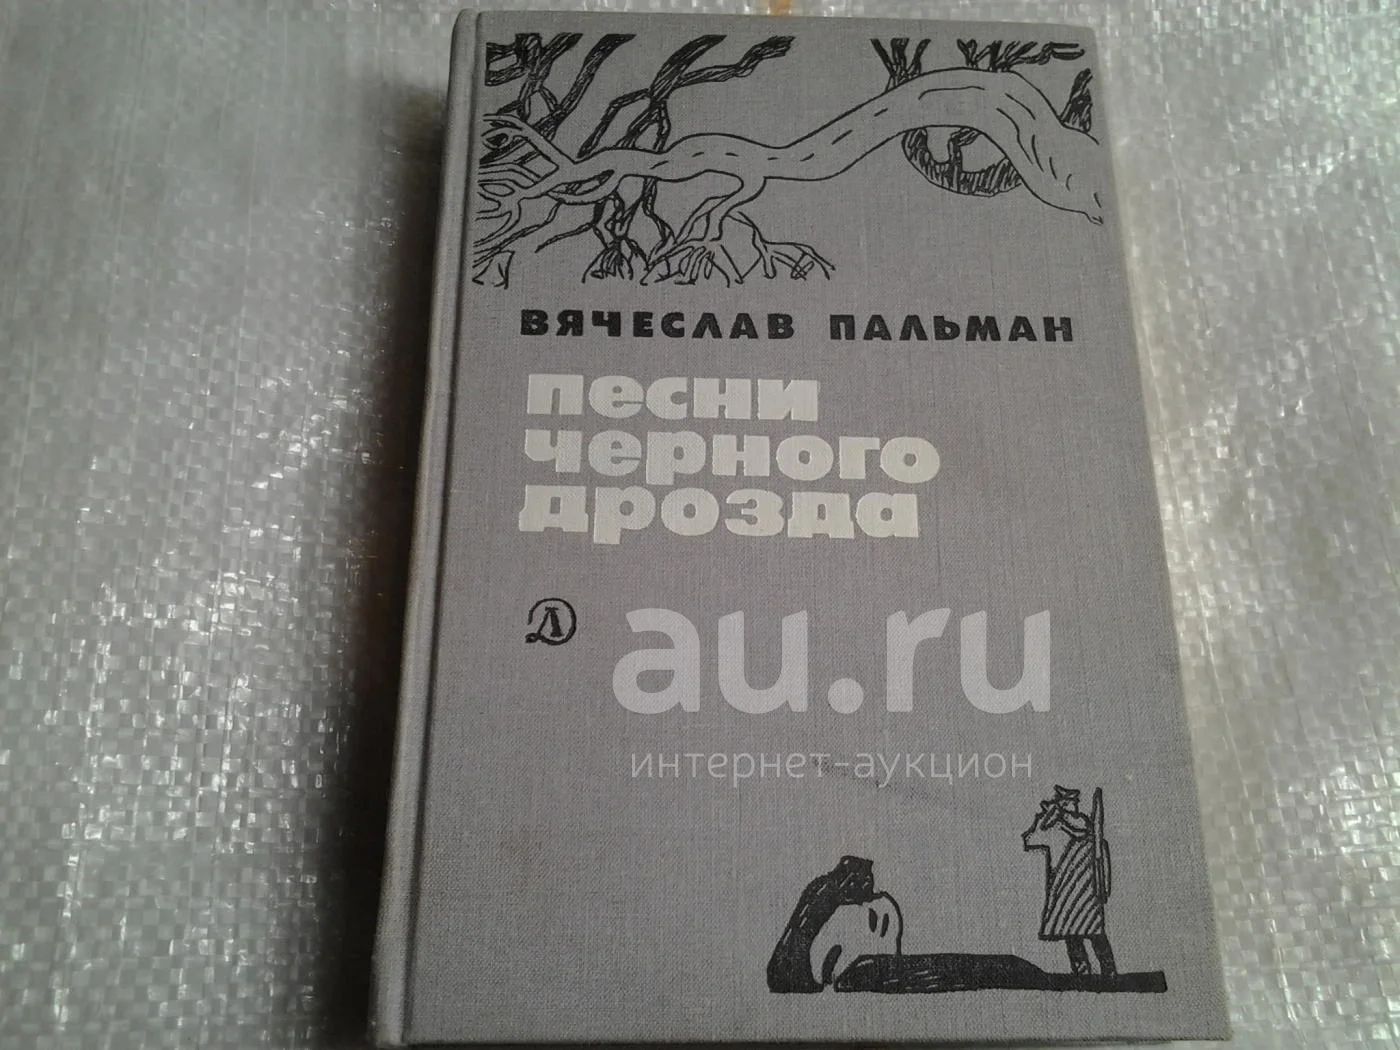 ВЯЧЕСЛАВ ПАЛЬМАН
песни
черного
дрозда
Д
au.ru
интернет-аукцион